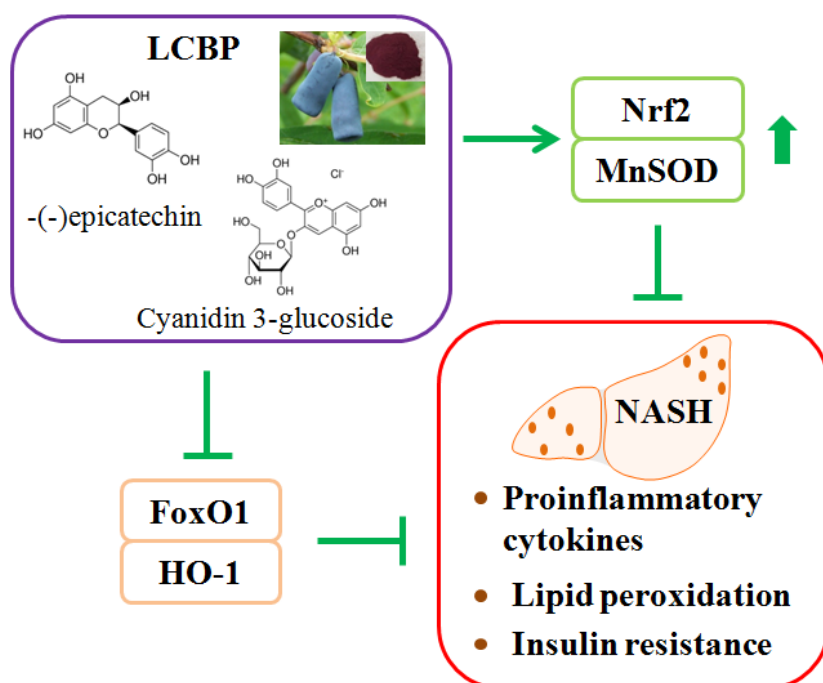 LCBP
OH
OH
HO
O
OH
OH
-(-)epicatechin
OH
HO
Cl-
O+
OH
HO
O
O
OH
HO
OH
OH
Cyanidin 3-glucoside
Nrf2
MnSOD
FoxO1
HO-1
NASH
Proinflammatory
cytokines
Lipid peroxidation
Insulin resistance